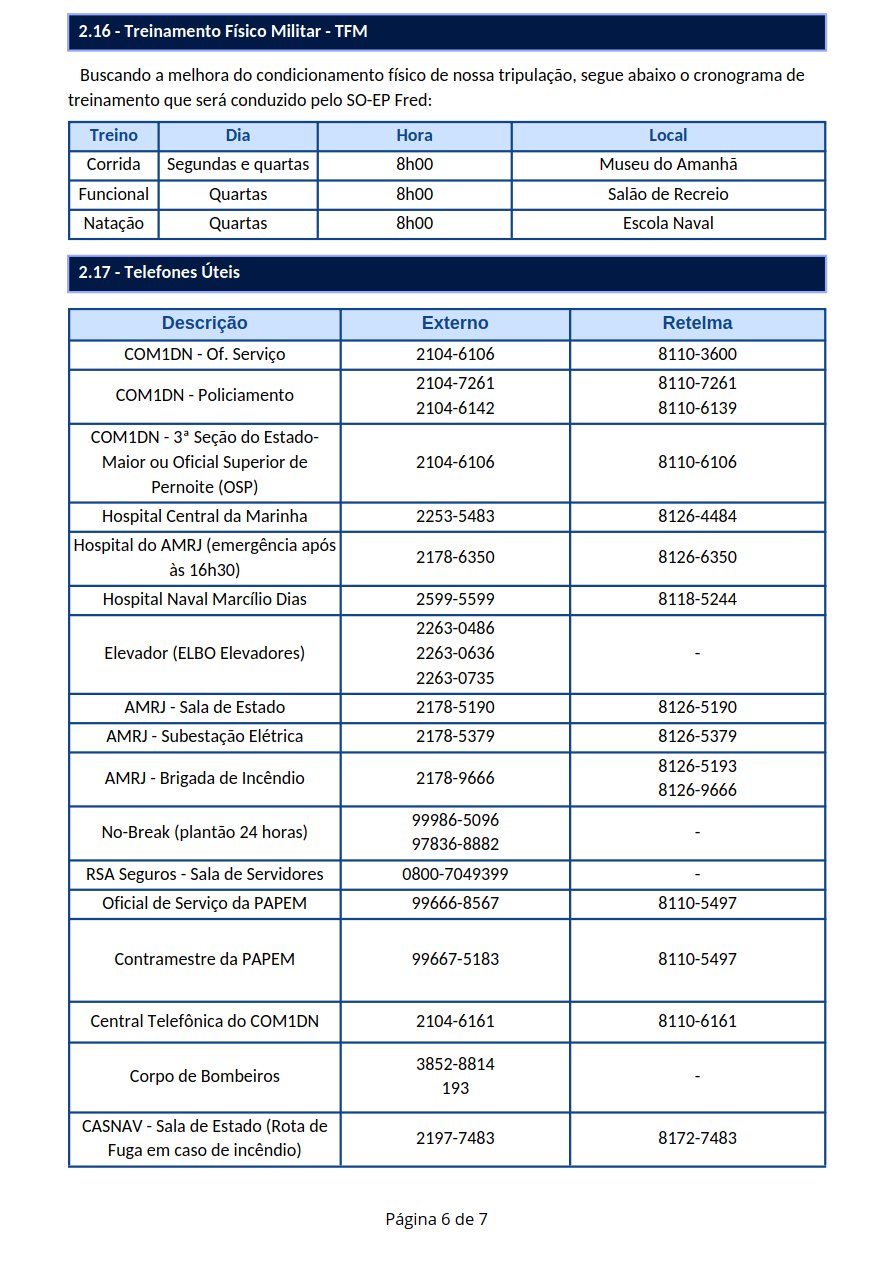 2.16 - Treinamento Físico Militar - TFM
Buscando a melhora do condicionamento físico de nossa tripulação, segue abaixo o cronograma de
treinamento que será conduzido pelo SO-EP Fred:
Treino Dia Hora Local
Corrida Segundas e quartas 8h00 Museu do Amanhã
Funcional Quartas 8h00 Salão de Recreio
Natação Quartas 8h00 Escola Naval
2.17 - Telefones Úteis
Descrição Externo Retelma
COM1DN - Of. Serviço 2104-6106 8110-3600
COM1DN - Policiamento
2104-7261
2104-6142
8110-7261
8110-6139
COM1DN - 3ª Seção do Estado-
Maior ou Oficial Superior de
Pernoite (OSP)
2104-6106 8110-6106
Hospital Central da Marinha 2253-5483 8126-4484
Hospital do AMRJ (emergência após
às 16h30)
2178-6350 8126-6350
Hospital Naval Marcílio Dias 2599-5599 8118-5244
Elevador (ELBO Elevadores)
2263-0486
2263-0636
2263-0735
-
AMRJ - Sala de Estado 2178-5190 8126-5190
AMRJ - Subestação Elétrica 2178-5379 8126-5379
AMRJ - Brigada de Incêndio 2178-9666
8126-5193
8126-9666
No-Break (plantão 24 horas)
99986-5096
97836-8882
-
RSA Seguros - Sala de Servidores 0800-7049399 -
Oficial de Serviço da PAPEM 99666-8567 8110-5497
Contramestre da PAPEM 99667-5183 8110-5497
Central Telefônica do COM1DN 2104-6161 8110-6161
Corpo de Bombeiros
3852-8814
193
-
CASNAV - Sala de Estado (Rota de
Fuga em caso de incêndio)
2197-7483 8172-7483
Página 6 de 7